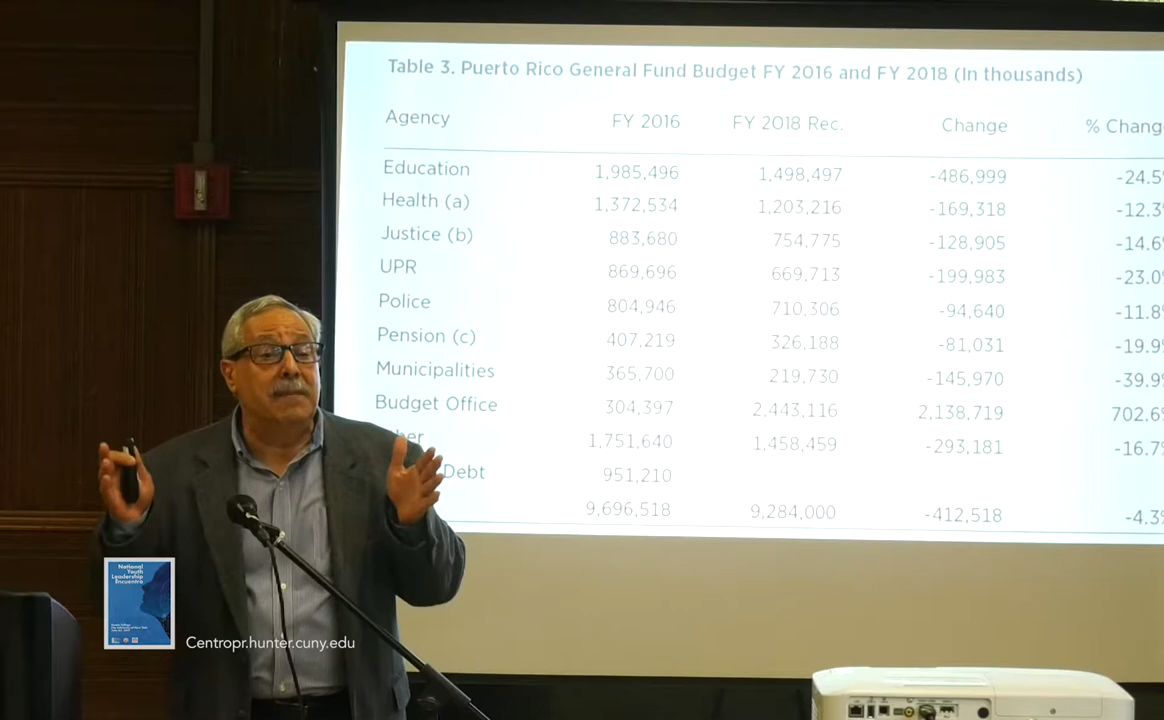 Table 3. Puerto Rico General Fund Budget FY 2016 and FY 2018 (In thousands)
Agency FY 2016 FY 2018 Rec. Change % Chang
Education 1,985,496 1,498,497 -486,999 -24.5%
Health (a) 1,372,534 1,203,216 -169,318 -12.3%
Justice (b) 883,680 754,775 -128,905 -14.6%
UPR 869,696 669,713 -199,983 -23.0%
Police 804,946 710,306 -94,640 -11.8%
Pension (c) 407,219 326,188 -81,031 -19.9%
Municipalities 365,700 219,730 -145,970 -39.9%
Budget Office 304,397 2,443,116 2,138,719 702.6%
her 1,751,640 1,458,459 -293,181 -16.7%
Debt 951,210
9,696,518 9,284,000 -412,518 -4.3%
National
Youth
Leadership
Encuentro
Centropr.hunter.cuny.edu